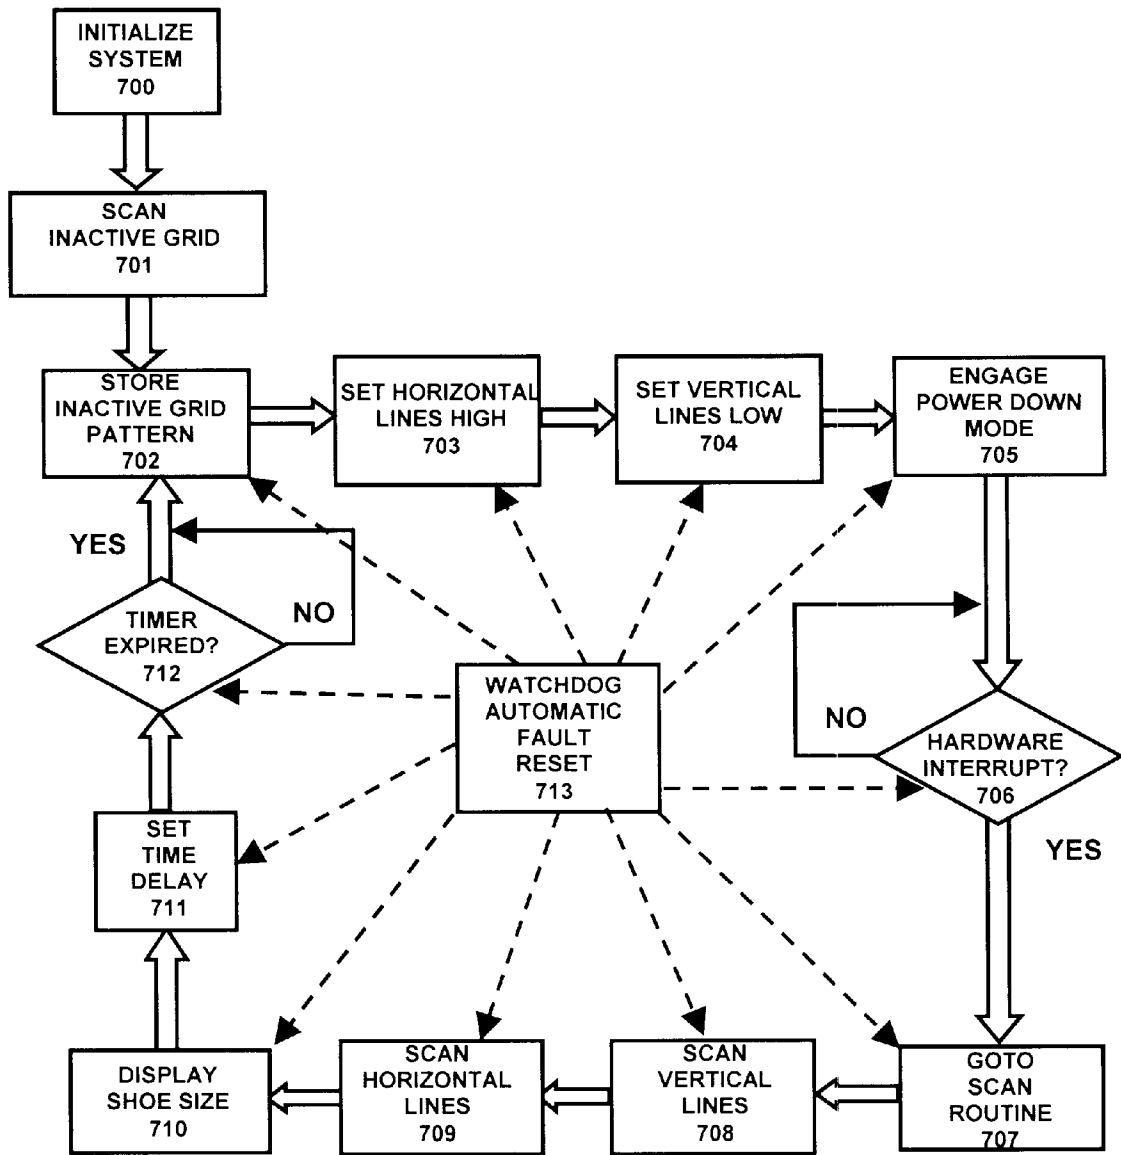 INITIALIZE
SYSTEM
700
SCAN
INACTIVE GRID
701
STORE
INACTIVE GRID
PATTERN
702
SET HORIZONTAL
LINES HIGH
703
SET VERTICAL
LINES LOW
704
ENGAGE
POWER DOWN
MODE
705
YES
NO
TIMER
EXPIRED?
712
WATCHDOG
AUTOMATIC
FAULT
RESET
713
NO
HARDWARE
INTERRUPT?
706
YES
SET
TIME
DELAY
711
DISPLAY
SHOE SIZE
710
SCAN
HORIZONTAL
LINES
709
SCAN
VERTICAL
LINES
708
GOTO
SCAN
ROUTINE
707